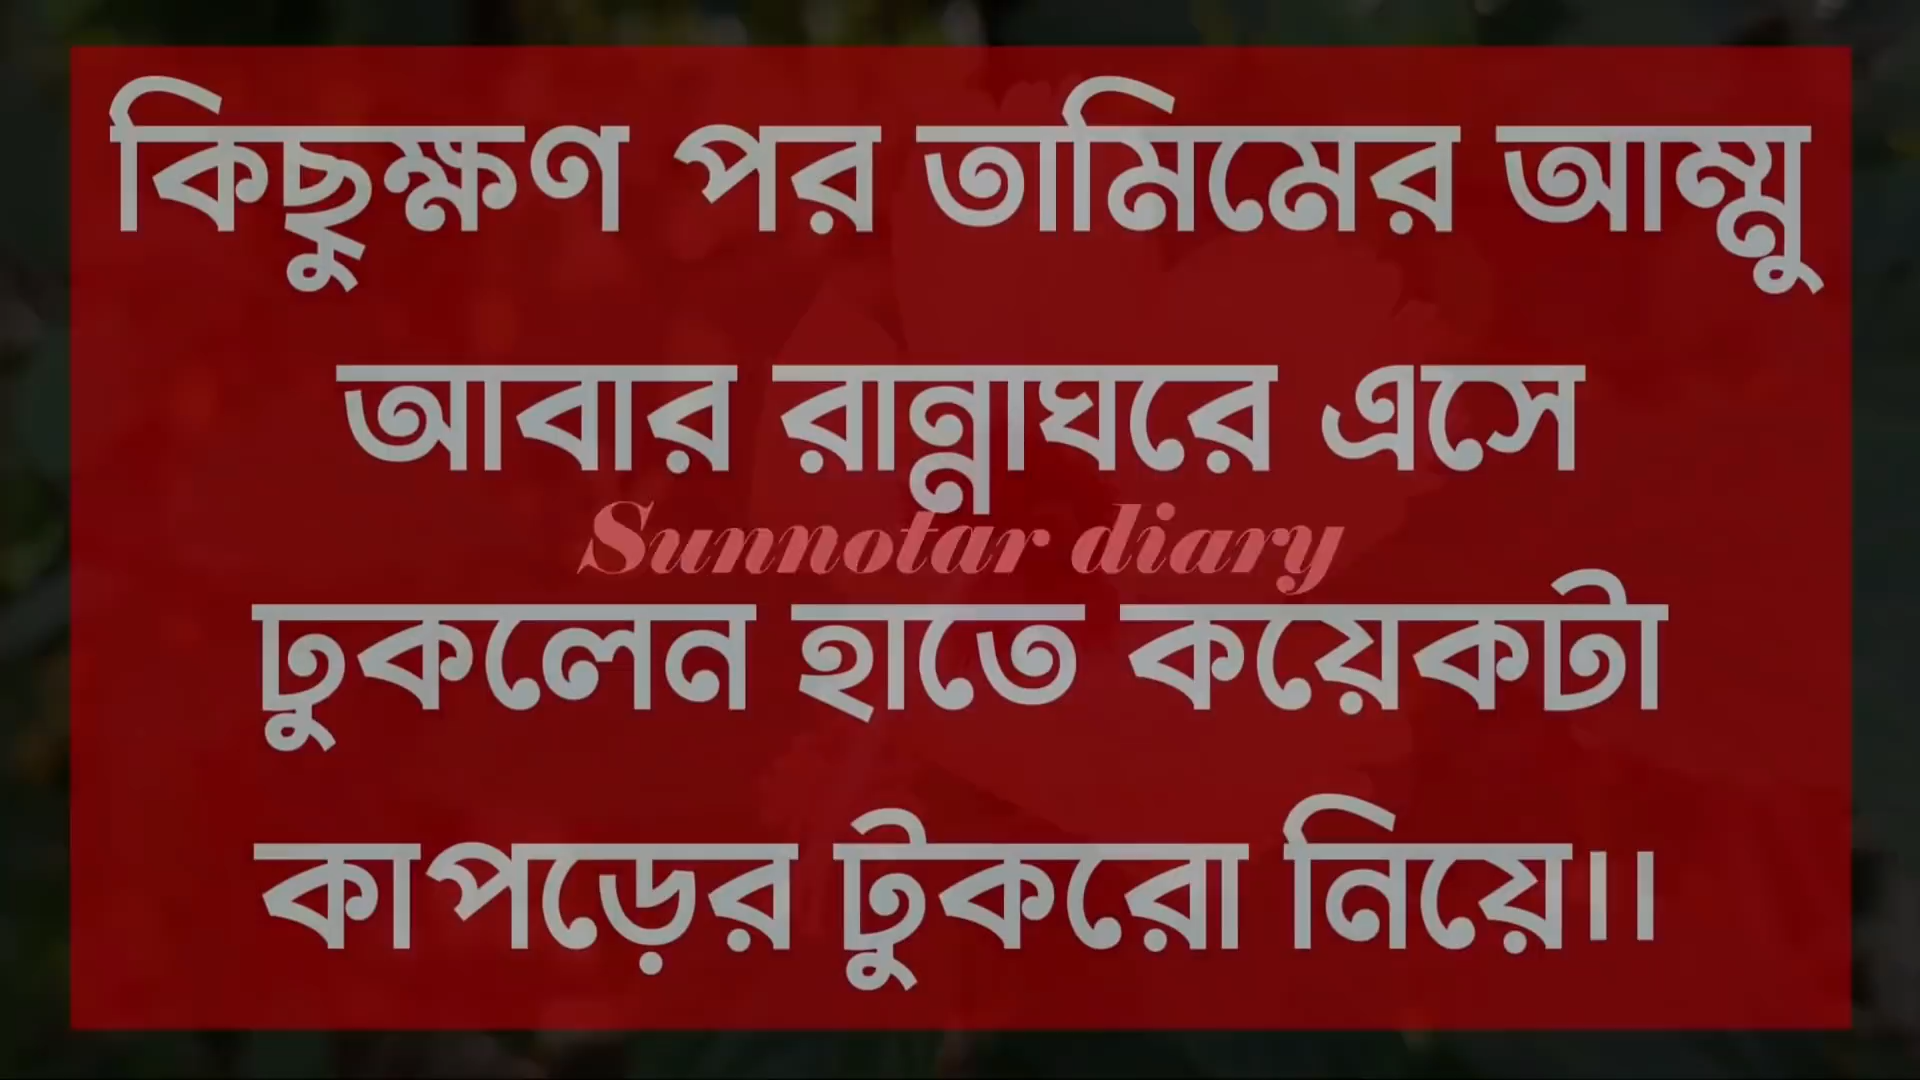 কিছুক্ষণ পর তামিমের আম্মু
আবার রান্নাঘরে এসে
Sunnotar diary
ঢুকলেন হাতে কয়েকটা
কাপড়ের টুকরো নিয়ে।।